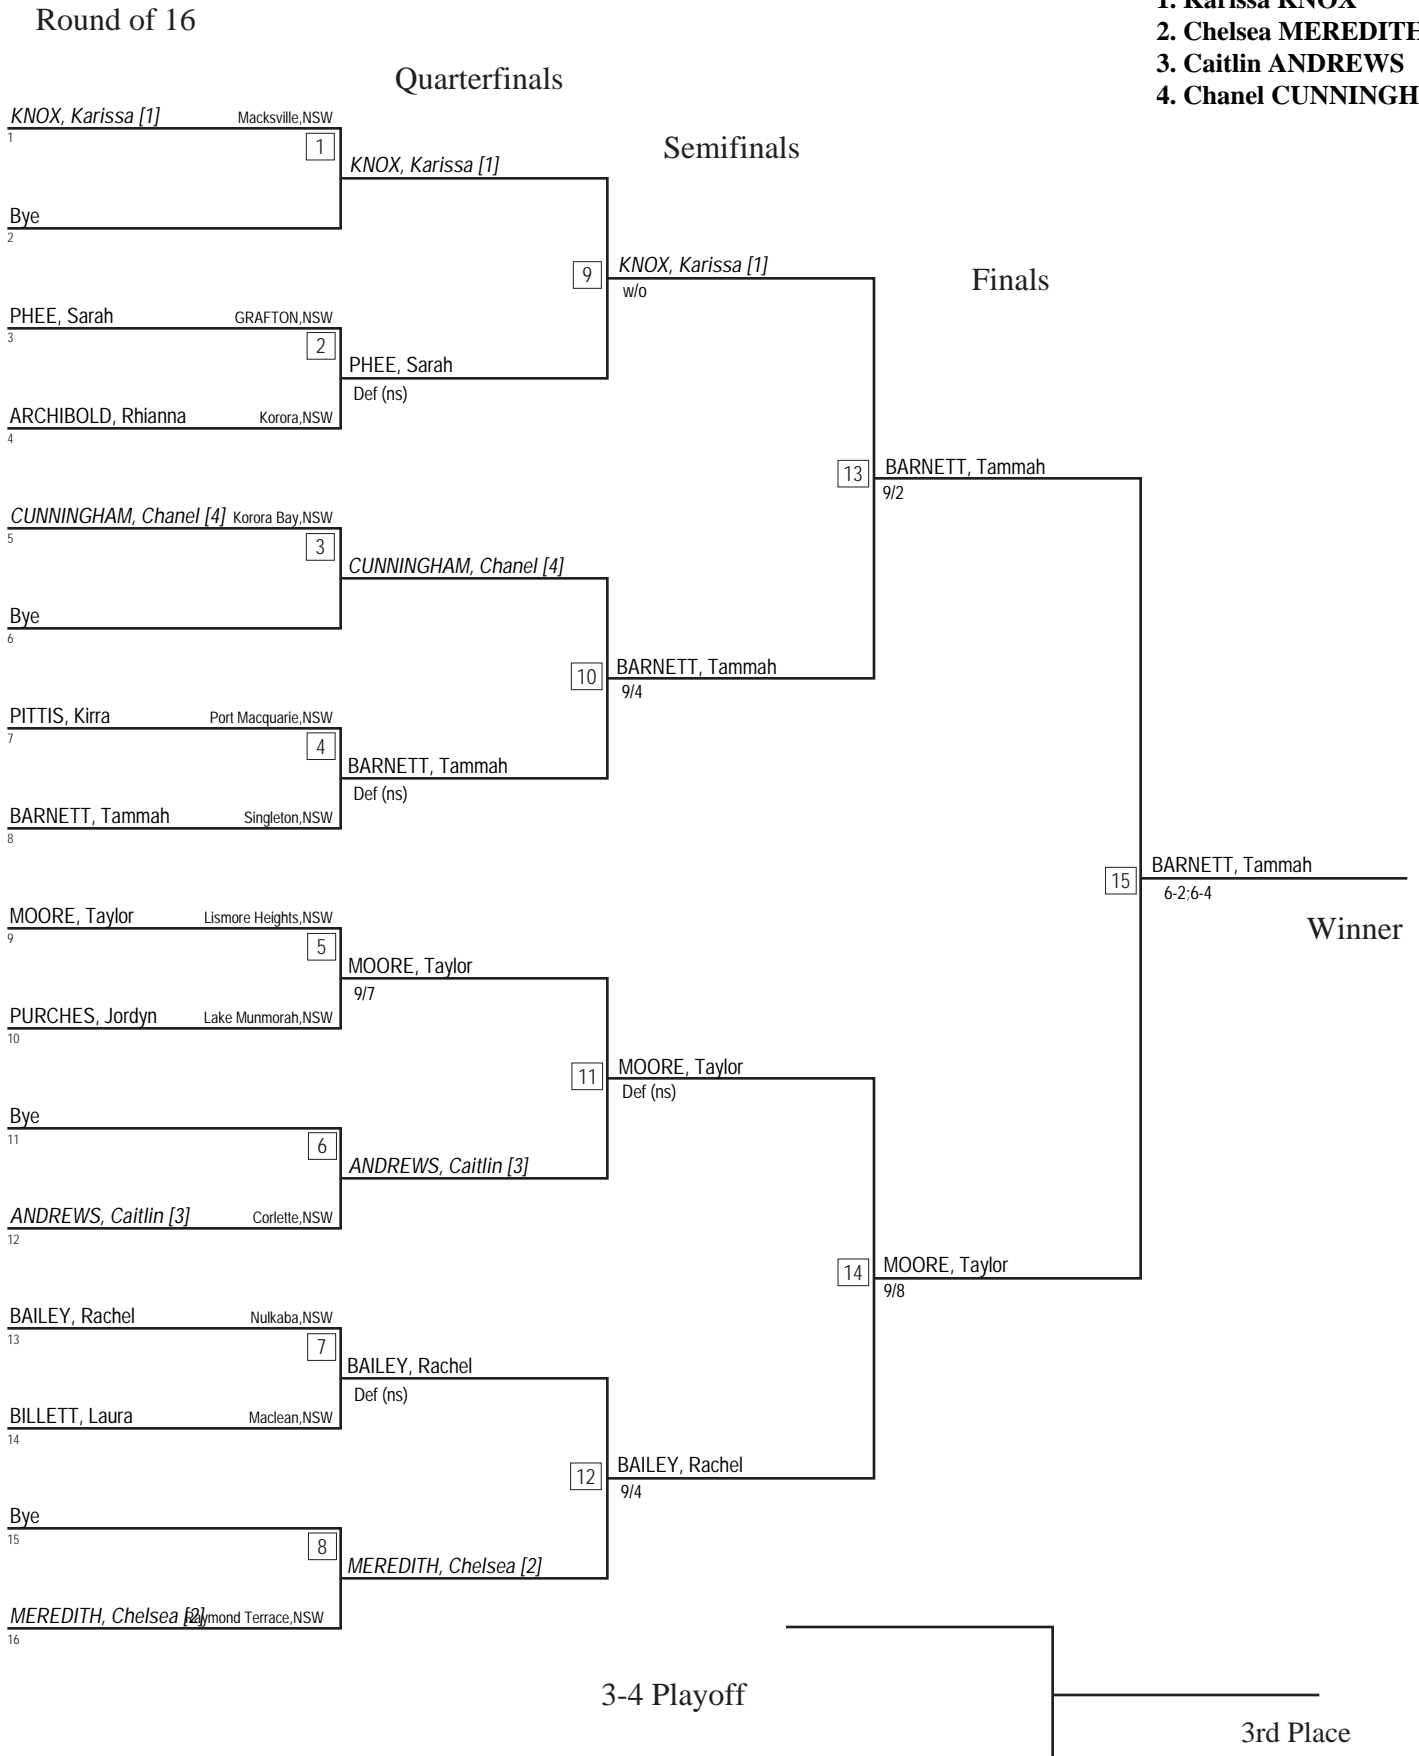 Round of 16
1. Karissa KNOX
2. Chelsea MEREDITH
3. Caitlin ANDREWS
4. Chanel CUNNINGH
Quarterfinals
Semifinals
Finals
KNOX, Karissa [1] Macksville,NSW
1
1
KNOX, Karissa [1]
Bye
2
9
KNOX, Karissa [1]
w/o
PHEE, Sarah GRAFTON,NSW
3
2
PHEE, Sarah
Def (ns)
ARCHIBOLD, Rhianna Korora,NSW
4
13
BARNETT, Tammah
9/2
CUNNINGHAM, Chanel [4] Korora Bay,NSW
5
3
CUNNINGHAM, Chanel [4]
Bye
6
10
BARNETT, Tammah
9/4
PITTIS, Kirra Port Macquarie,NSW
7
4
BARNETT, Tammah
Def (ns)
BARNETT, Tammah Singleton,NSW
8
15
BARNETT, Tammah
6-2;6-4
Winner
MOORE, Taylor Lismore Heights,NSW
9
5
MOORE, Taylor
9/7
PURCHES, Jordyn Lake Munmorah,NSW
10
11
MOORE, Taylor
Def (ns)
Bye
11
6
ANDREWS, Caitlin [3]
ANDREWS, Caitlin [3] Corlette,NSW
12
14
MOORE, Taylor
9/8
BAILEY, Rachel Nulkaba,NSW
13
7
BAILEY, Rachel
Def (ns)
BILLETT, Laura Maclean,NSW
14
12
BAILEY, Rachel
9/4
Bye
15
8
MEREDITH, Chelsea [2]
MEREDITH, Chelsea [2] Raymond Terrace,NSW
16
3-4 Playoff
3rd Place